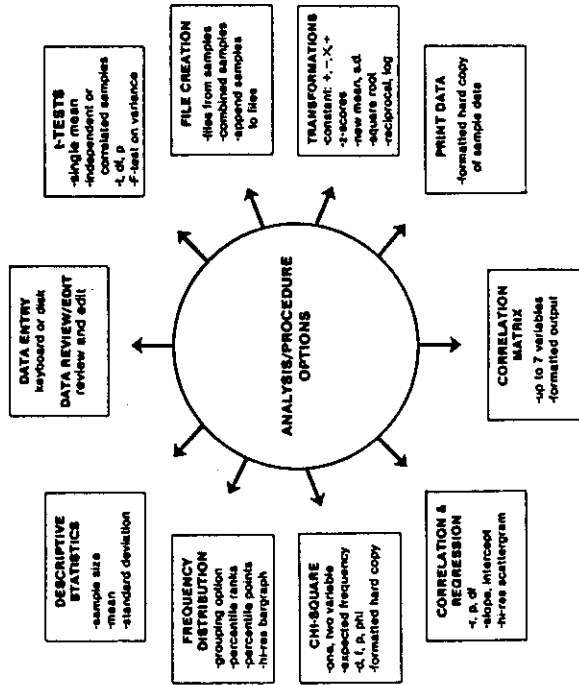 DESCRIPTIVE
STATISTICS
-sample size
-mean
-standard deviation
DATA ENTRY
keyboard or disk
DATA REVIEW/EDIT
review and edit
t-TESTS
-single mean
-independent or
correlated samples
-t, df, p
-F-test on variance
FREQUENCY
DISTRIBUTION
-grouping option
-percentile ranks
-percentile points
-hi-res bargraph
FILE CREATION
-files from samples
-combined samples
-append samples
to files
ANALYSIS/PROCEDURE
OPTIONS
CHI-SQUARE
-one, two variable
-expected frequency
-d, f, p, phi
-formatted hard copy
TRANSFORMATIONS
-constant: +, –, X, ÷
-z-scores
-new mean, s.d.
-square root
-reciprocal, log
CORRELATION &
REGRESSION
-r, p, df
-slope, intercept
-hi-res scattergram
CORRELATION
MATRIX
-up to 7 variables
-formatted output
PRINT DATA
-formatted hard copy
of sample data